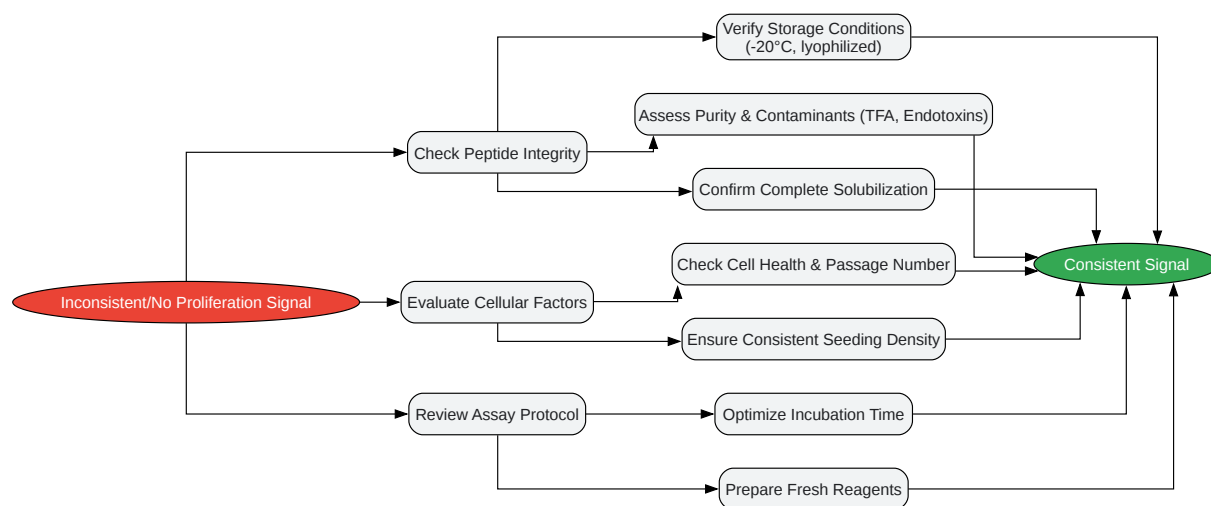 Verify Storage Conditions
(-20°C, lyophilized)
Assess Purity & Contaminants (TFA, Endotoxins)
Check Peptide Integrity
Confirm Complete Solubilization
Check Cell Health & Passage Number
Consistent Signal
Inconsistent/No Proliferation Signal
Evaluate Cellular Factors
Ensure Consistent Seeding Density
Review Assay Protocol
Optimize Incubation Time
Prepare Fresh Reagents